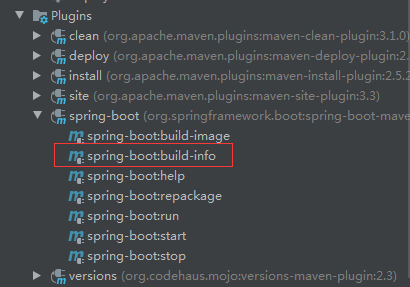 Plugins
clean (org.apache.maven.plugins:maven-clean-plugin:3.1.0)
deploy (org.apache.maven.plugins:maven-deploy-plugin:
install (org.apache.maven.plugins:maven-install-plugin:2.5.2
site (org.apache.maven.plugins:maven-site-plugin:3.3)
spring-boot (org.springframework.boot:spring-boot-mave
spring-boot:build-image
spring-boot:build-info
spring-boot:help
spring-boot:repackage
spring-boot:run
spring-boot:start
spring-boot:stop
versions (org.codehaus.mojo:versions-maven-plugin:2.3)